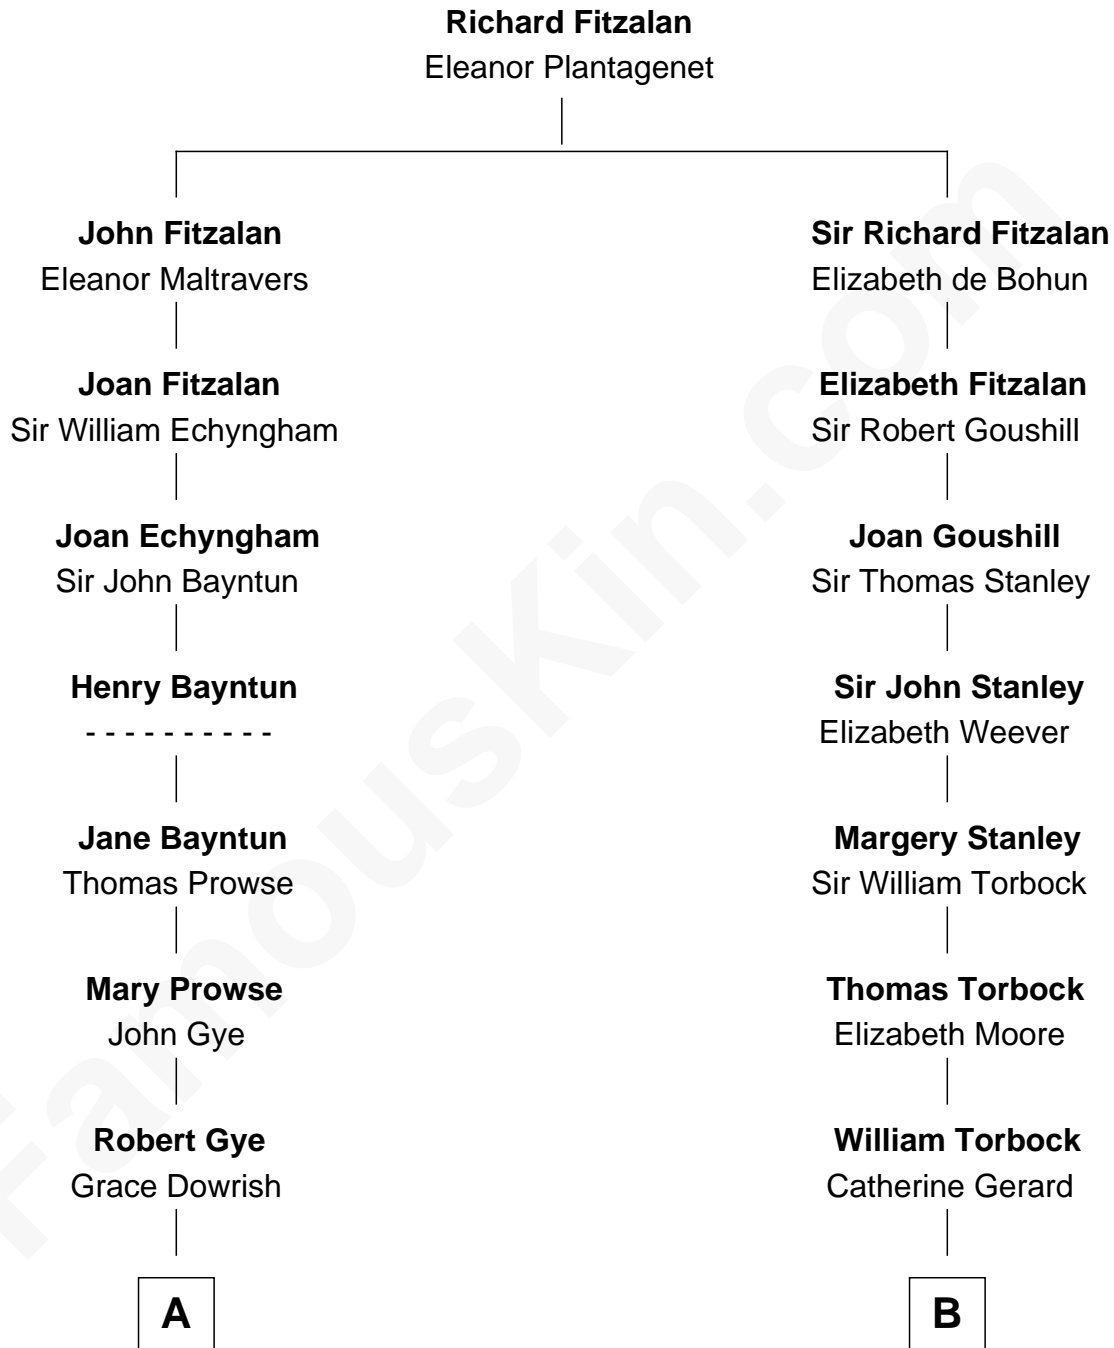 Richard Fitzalan
Eleanor Plantagenet
John Fitzalan
Eleanor Maltravers
Sir Richard Fitzalan
Elizabeth de Bohun
Joan Fitzalan
Sir William Echyngham
Elizabeth Fitzalan
Sir Robert Goushill
Joan Echyngham
Sir John Bayntun
Joan Goushill
Sir Thomas Stanley
Henry Bayntun
- - - - - - - - - -
Sir John Stanley
Elizabeth Weever
Jane Bayntun
Thomas Prowse
Margery Stanley
Sir William Torbock
Mary Prowse
John Gye
Thomas Torbock
Elizabeth Moore
Robert Gye
Grace Dowrish
William Torbock
Catherine Gerard
A
B
FamousKin.com